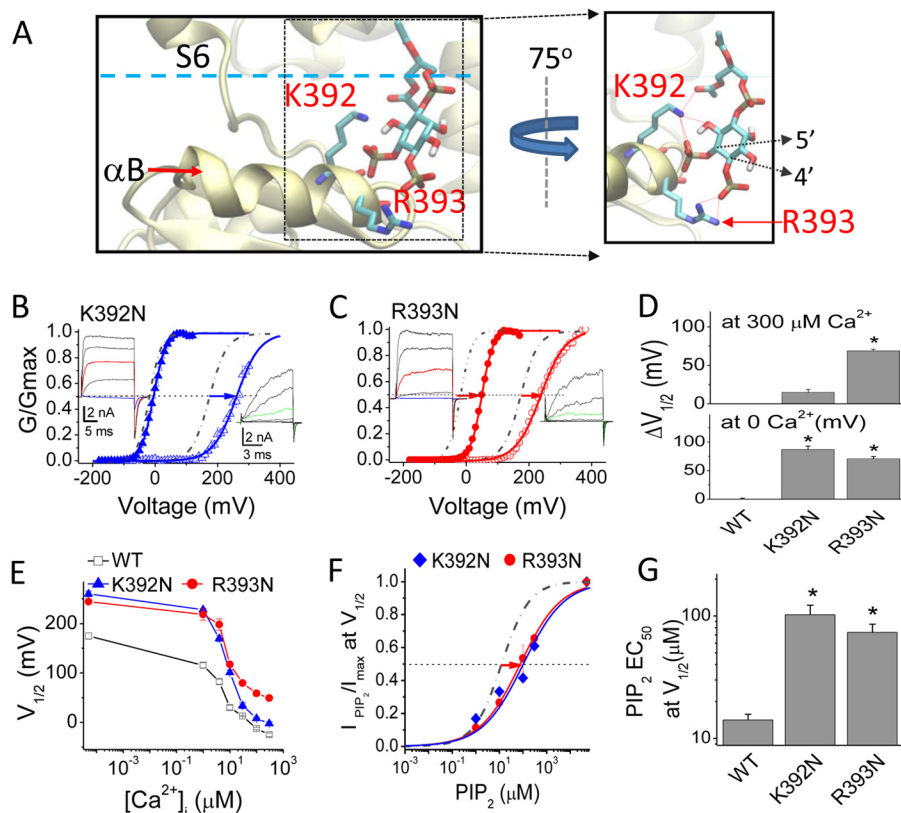 A
S6
K392
αB
R393
75°
K392
5'
4'
R393
B
K392N
C
R393N
D
G/Gmax
1.0
0.8
0.6
0.4
0.2
0.0
2 nA
5 ms
2 nA
3 ms
0
200
400
Voltage (mV)
1.0
0.8
0.6
0.4
0.2
0.0
0
200
400
Voltage (mV)
ΔV1/2 (mV)
at 300 μM Ca2+
100
50
0
*
at 0 Ca2+(mV)
100
50
0
* *
WT
K392N
R393N
E
WT
K392N R393N
V1/2 (mV)
200
100
0
10-3 10-1 101 103
[Ca2+]i (μM)
F
K392N R393N
I PIP2/Imax at V1/2
1.0
0.8
0.6
0.4
0.2
0.0
10-3 10-1 101 103
PIP2 (μM)
G
PIP2 EC50
at V1/2(μM)
100
10
* *
WT
K392N
R393N